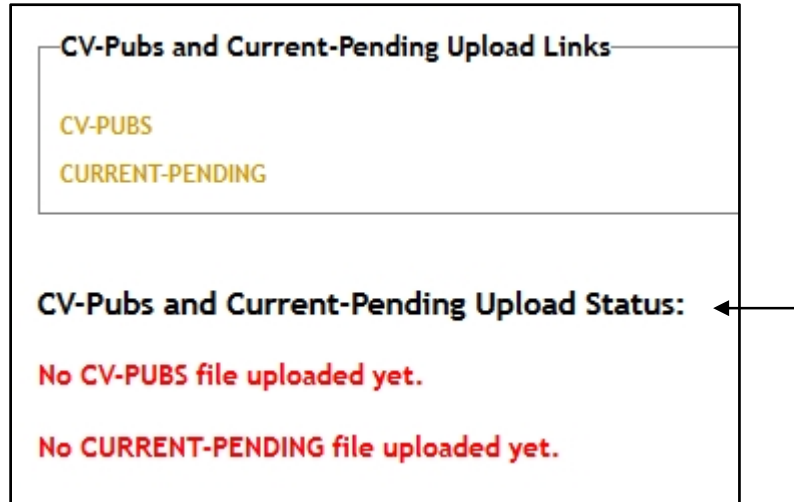 CV-Pubs and Current-Pending Upload Links
CV-PUBS
CURRENT-PENDING
CV-Pubs and Current-Pending Upload Status:
No CV-PUBS file uploaded yet.
No CURRENT-PENDING file uploaded yet.